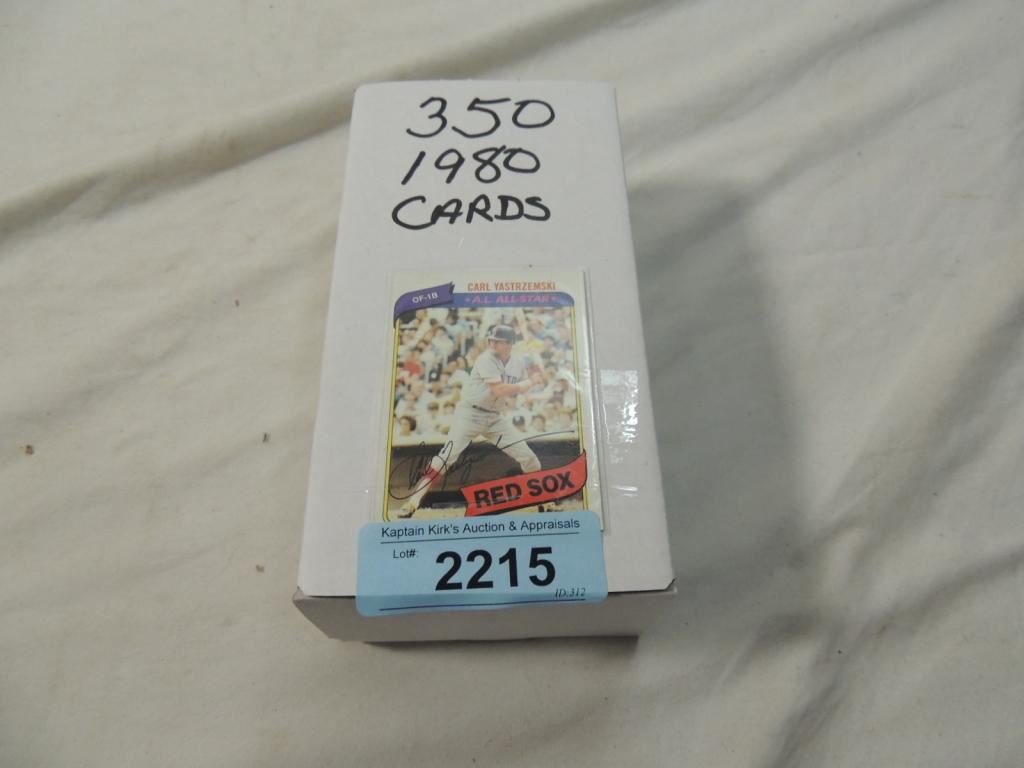 350
1980
CARDS
CARL YASTRZEMSKI
OF-1B
★A.L. ALL-STAR★
RED SOX
Kaptain Kirk's Auction & Appraisals
Lot#: 2215
ID:312